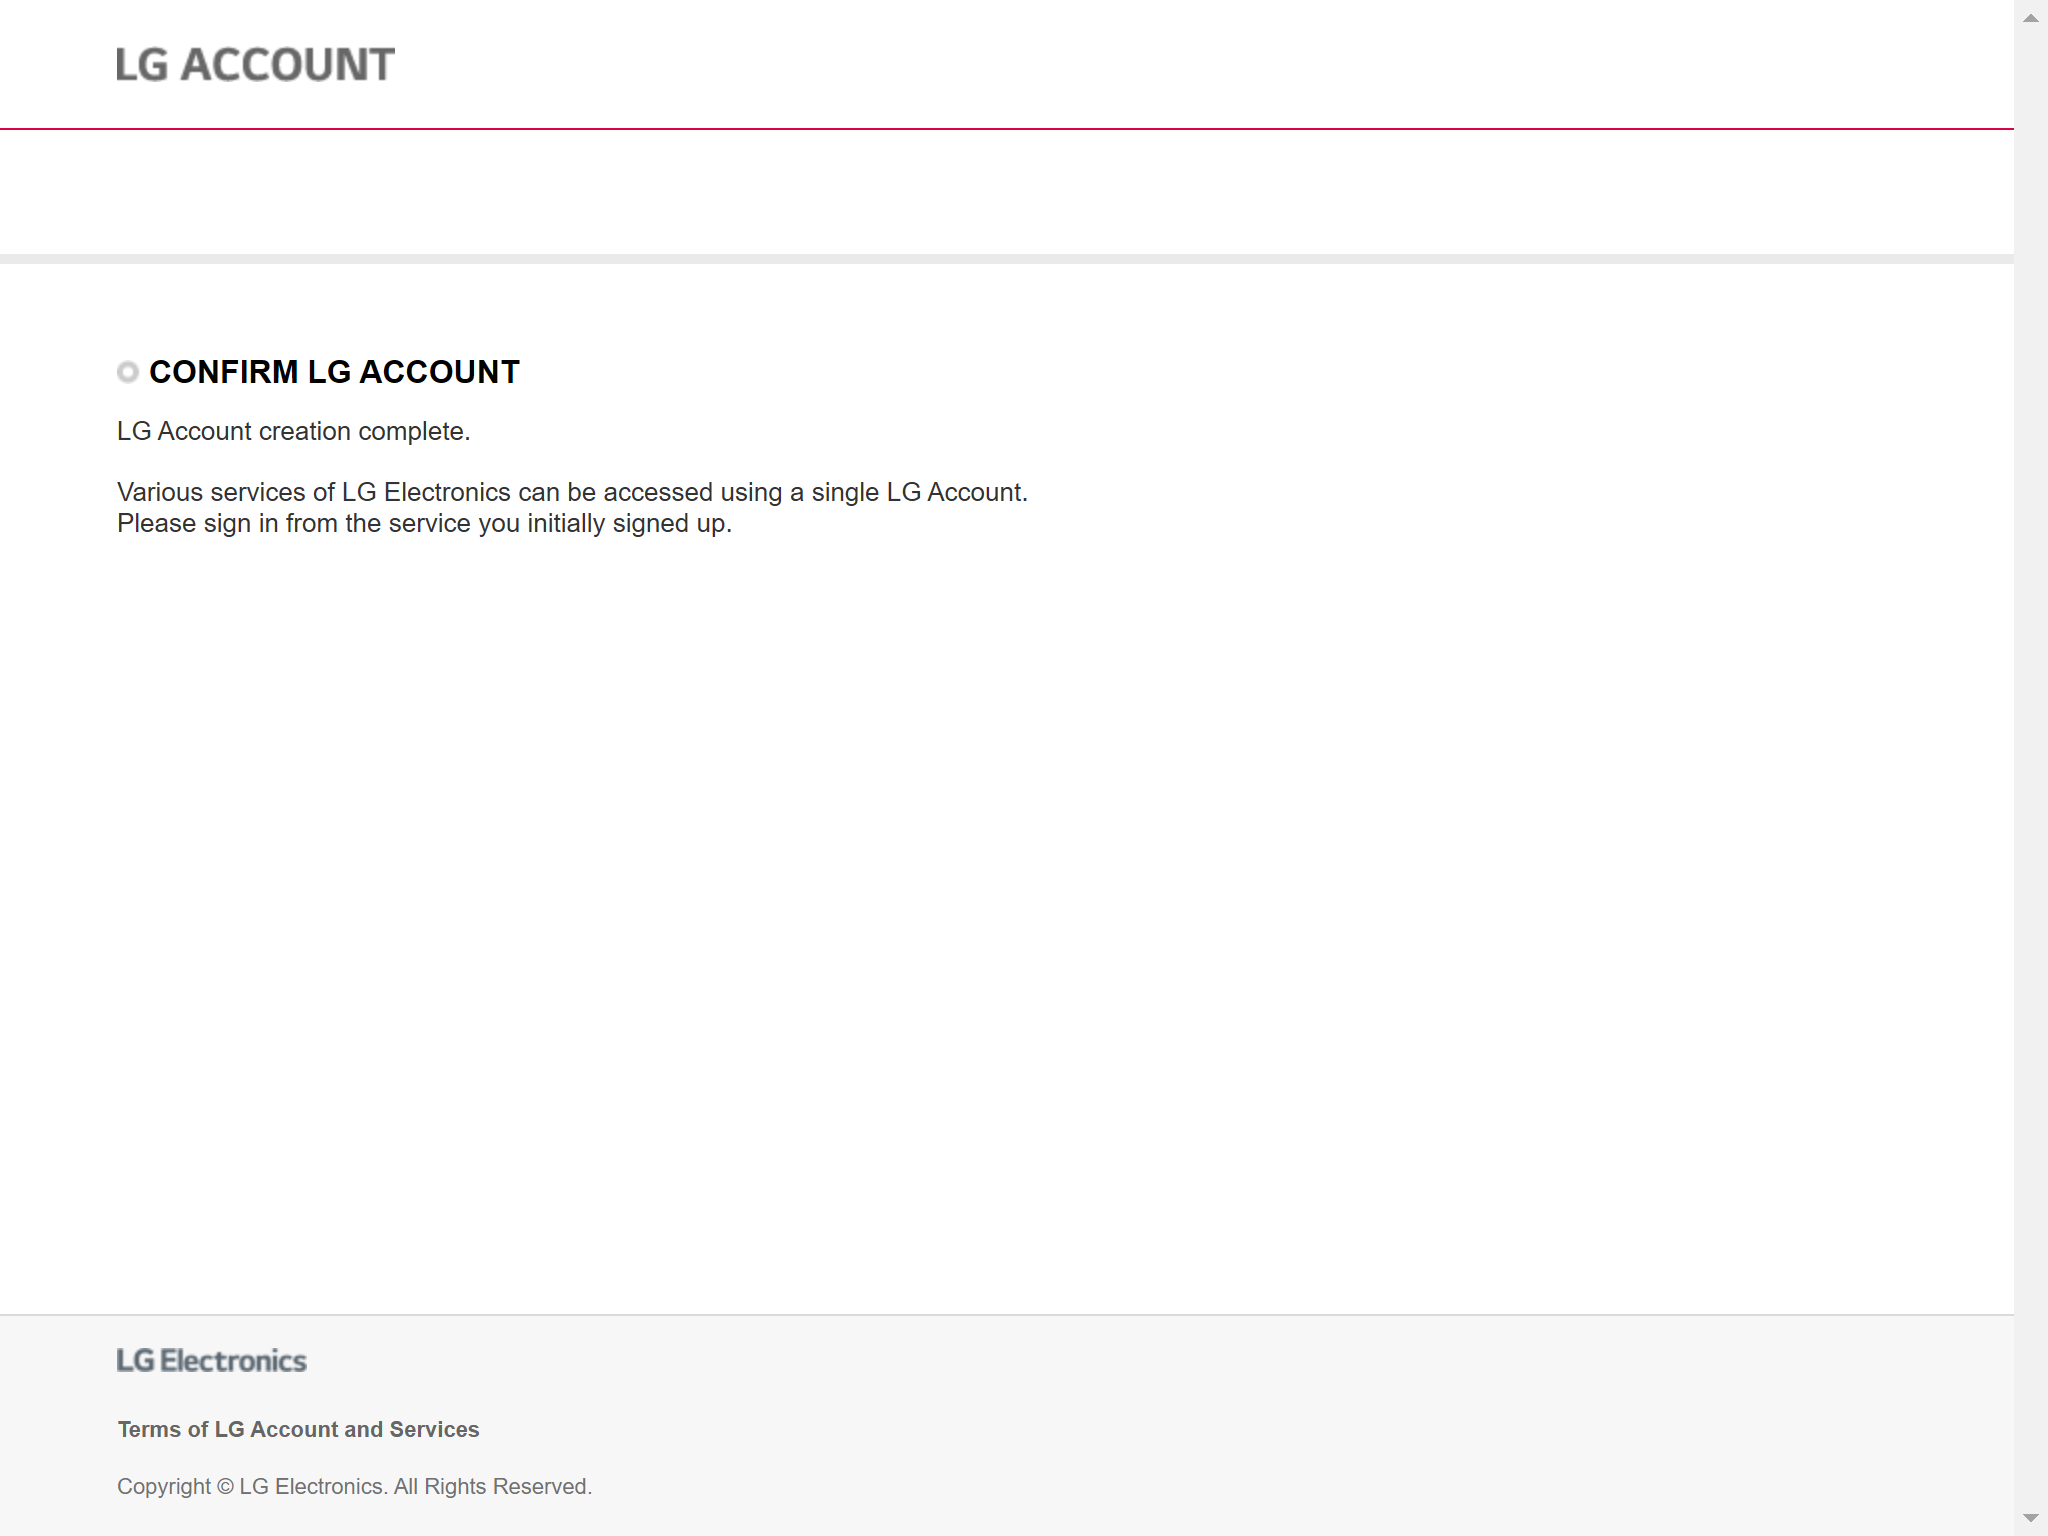 LG ACCOUNT
CONFIRM LG ACCOUNT
LG Account creation complete.
Various services of LG Electronics can be accessed using a single LG Account.
Please sign in from the service you initially signed up.
LG Electronics
Terms of LG Account and Services
Copyright © LG Electronics. All Rights Reserved.